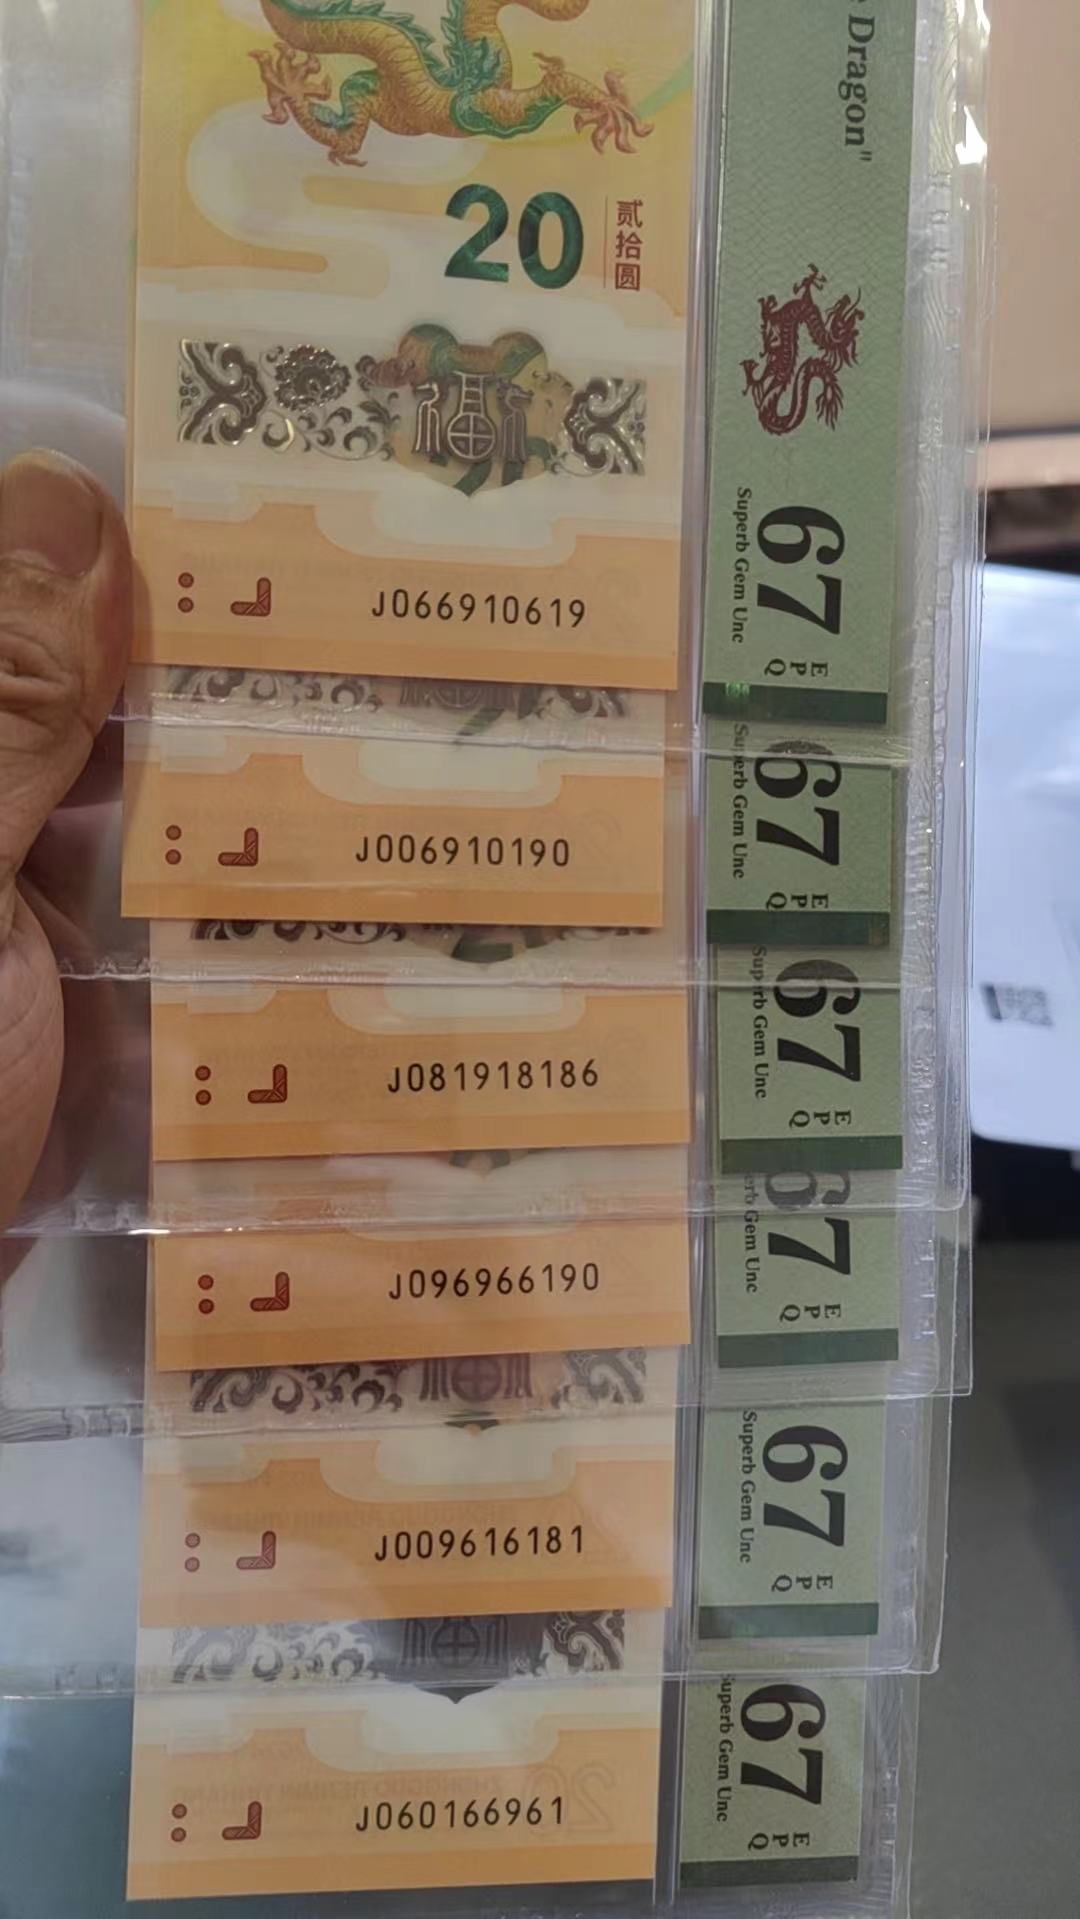 Dragon"
20
贰拾圆
福
67
EPQ
Superb Gem Unc
J066910619
67
EPQ
Superb Gem Unc
J006910190
67
EPQ
Superb Gem Unc
J081918186
67
EPQ
erb Gem Unc
J096966190
67
EPQ
Superb Gem Unc
J009616181
67
EPQ
Superb Gem Unc
J060166961